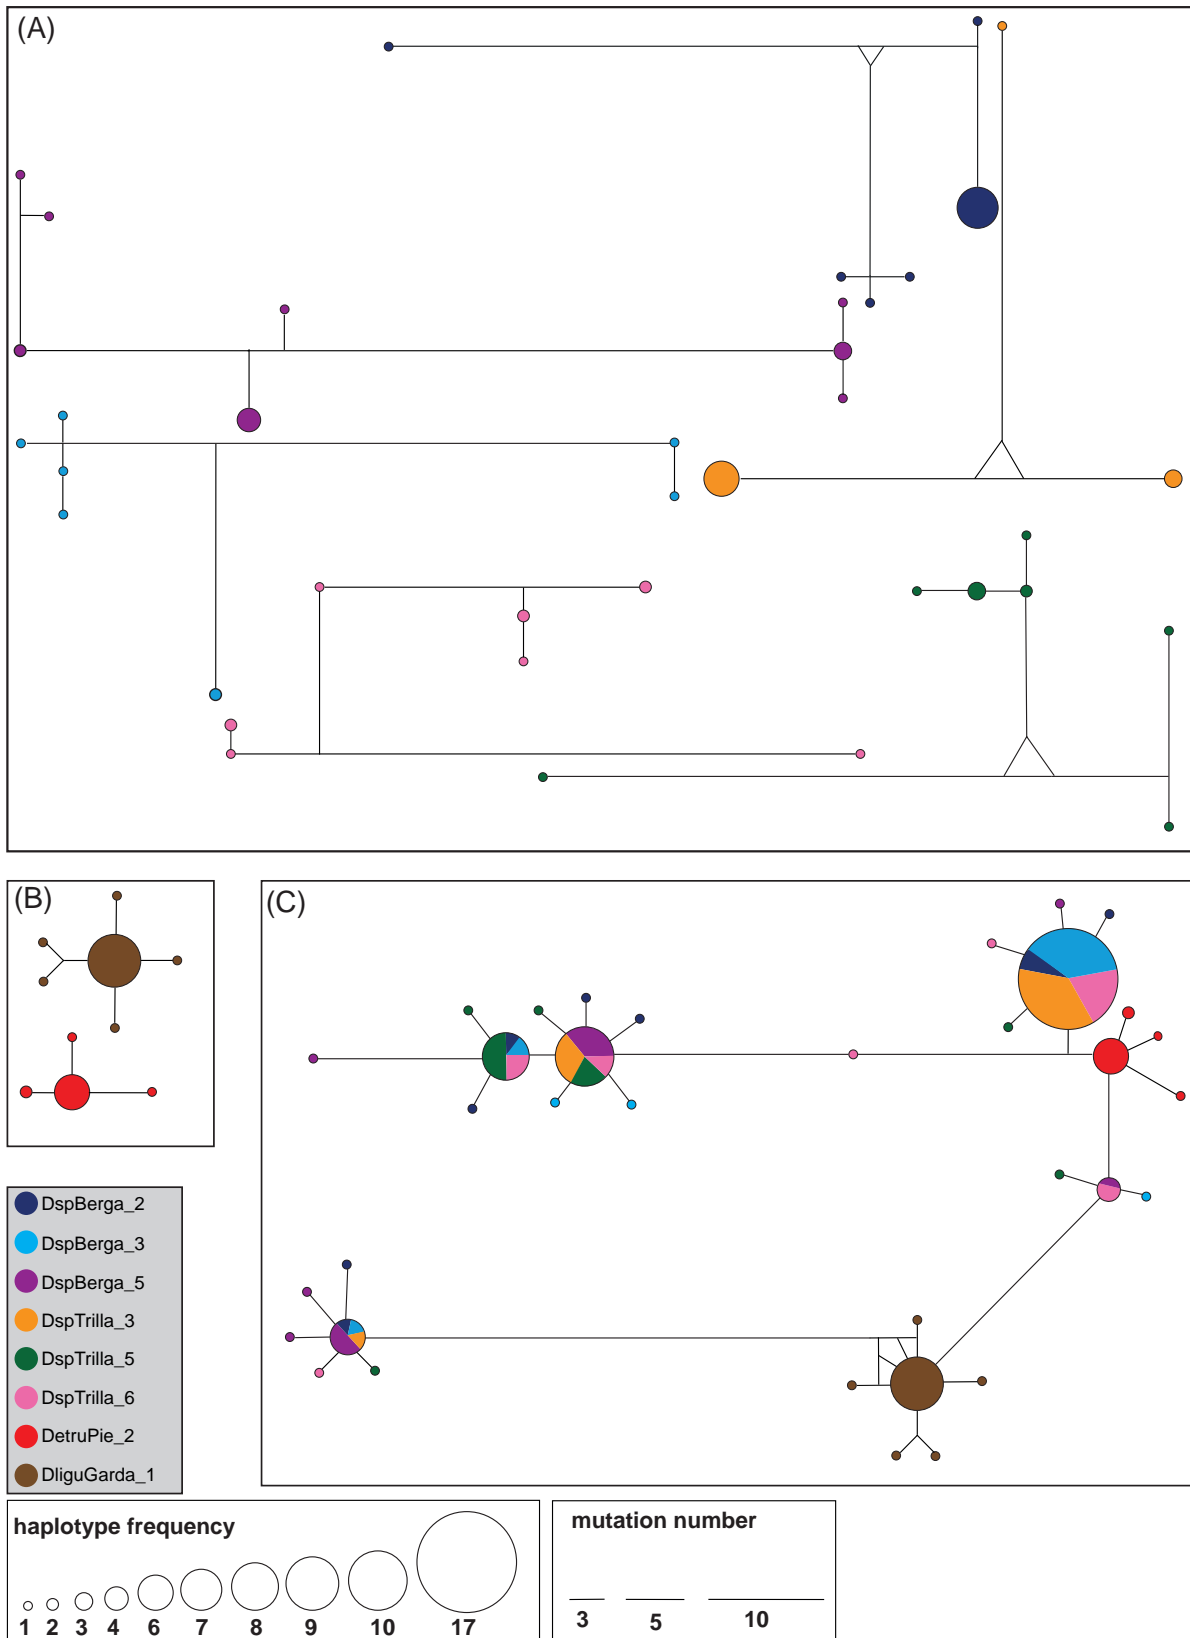 (A)
(B)
(C)
DspBerga_2
DspBerga_3
DspBerga_5
DspTrilla_3
DspTrilla_5
DspTrilla_6
DetruPie_2
DliguGarda_1
haplotype frequency
1 2 3 4 6 7 8 9 10 17
mutation number
3 5 10